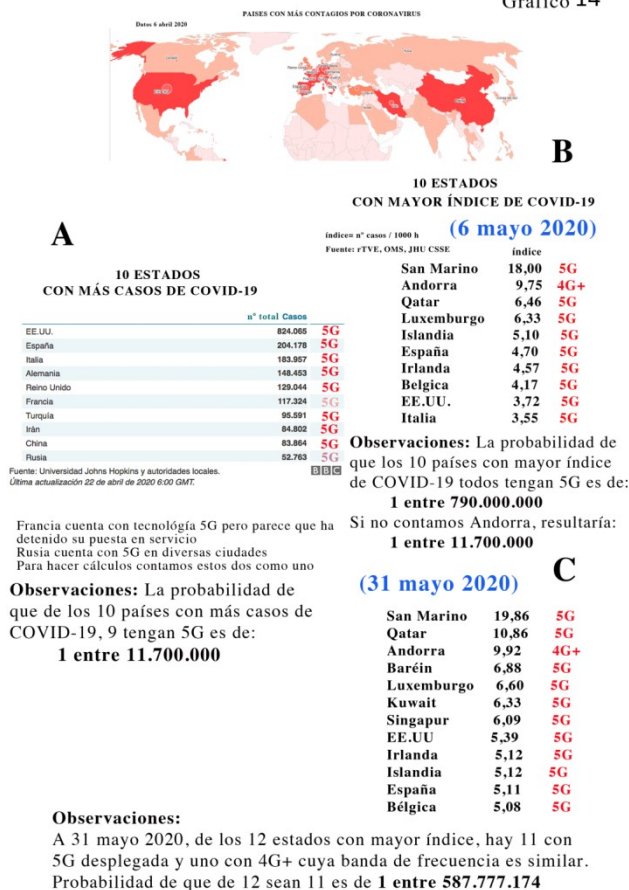 Gráfico 14
PAISES CON MÁS CONTAGIOS POR CORONAVIRUS
Datos 6 abril 2020
B
10 ESTADOS
CON MAYOR ÍNDICE DE COVID-19
(6 mayo 2020)
índice= nº casos / 1000 h
Fuente: rTVE, OMS, JHU CSSE
índice
San Marino 18,00 5G
Andorra 9,75 4G+
Qatar 6,46 5G
Luxemburgo 6,33 5G
Islandia 5,10 5G
España 4,70 5G
Irlanda 4,57 5G
Belgica 4,17 5G
EE.UU. 3,72 5G
Italia 3,55 5G
Observaciones: La probabilidad de
que los 10 países con mayor índice
de COVID-19 todos tengan 5G es de:
1 entre 790.000.000
Si no contamos Andorra, resultaría:
1 entre 11.700.000
A
10 ESTADOS
CON MÁS CASOS DE COVID-19
nº total Casos
EE.UU. 824.065 5G
España 204.178 5G
Italia 183.957 5G
Alemania 148.453 5G
Reino Unido 129.044 5G
Francia 117.324 5G
Turquía 95.591 5G
Irán 84.802 5G
China 83.864 5G
Rusia 52.763 5G
Fuente: Universidad Johns Hopkins y autoridades locales.
BBC
Última actualización 22 de abril de 2020 6:00 GMT.
Francia cuenta con tecnológía 5G pero parece que ha
detenido su puesta en servicio
Rusia cuenta con 5G en diversas ciudades
Para hacer cálculos contamos estos dos como uno
Observaciones: La probabilidad de
que de los 10 países con más casos de
COVID-19, 9 tengan 5G es de:
1 entre 11.700.000
C
(31 mayo 2020)
San Marino 19,86 5G
Qatar 10,86 5G
Andorra 9,92 4G+
Baréin 6,88 5G
Luxemburgo 6,60 5G
Kuwait 6,33 5G
Singapur 6,09 5G
EE.UU 5,39 5G
Irlanda 5,12 5G
Islandia 5,12 5G
España 5,11 5G
Bélgica 5,08 5G
Observaciones:
A 31 mayo 2020, de los 12 estados con mayor índice, hay 11 con
5G desplegada y uno con 4G+ cuya banda de frecuencia es similar.
Probabilidad de que de 12 sean 11 es de 1 entre 587.777.174